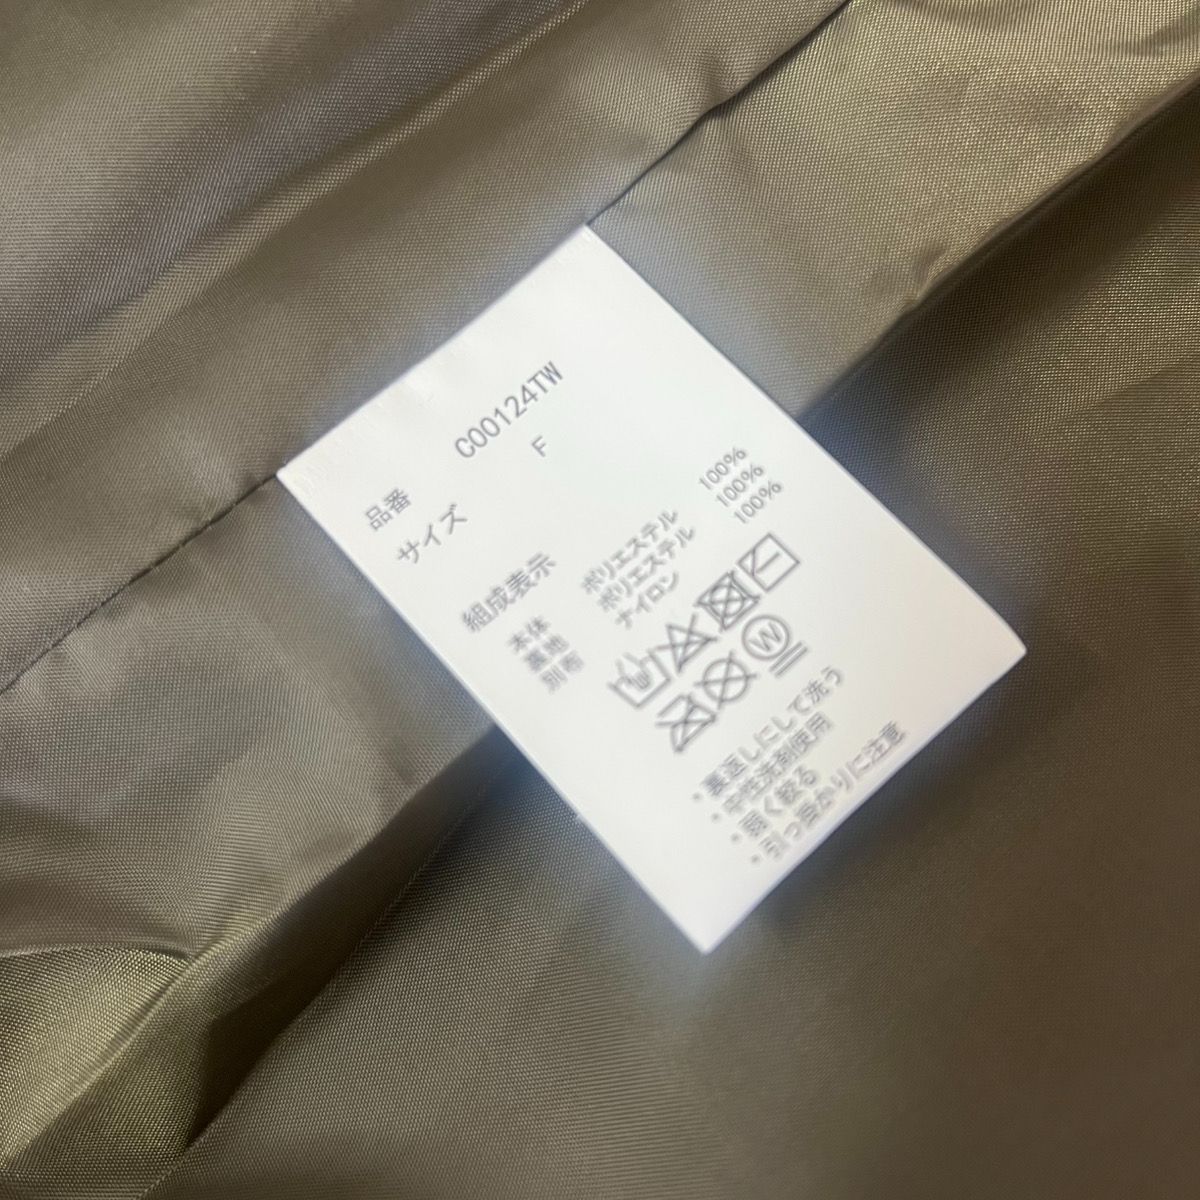 品番 C00124TW
サイズ F
組成表示
本体 ポリエステル 100%
裏地 ポリエステル 100%
別布 ナイロン 100%
W
・裏返しにして洗う
・中性洗剤使用
・弱く絞る
・引っ掛かりに注意